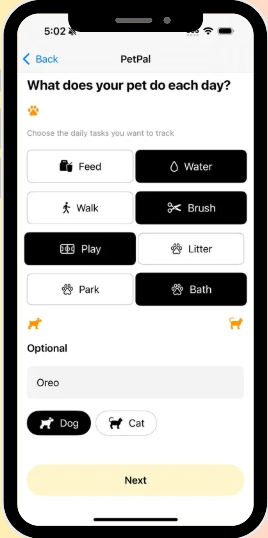 5:02
Back PetPal
What does your pet do each day?
Choose the daily tasks you want to track
Feed Water
Walk Brush
Play Litter
Park Bath
Optional
Oreo
Dog Cat
Next